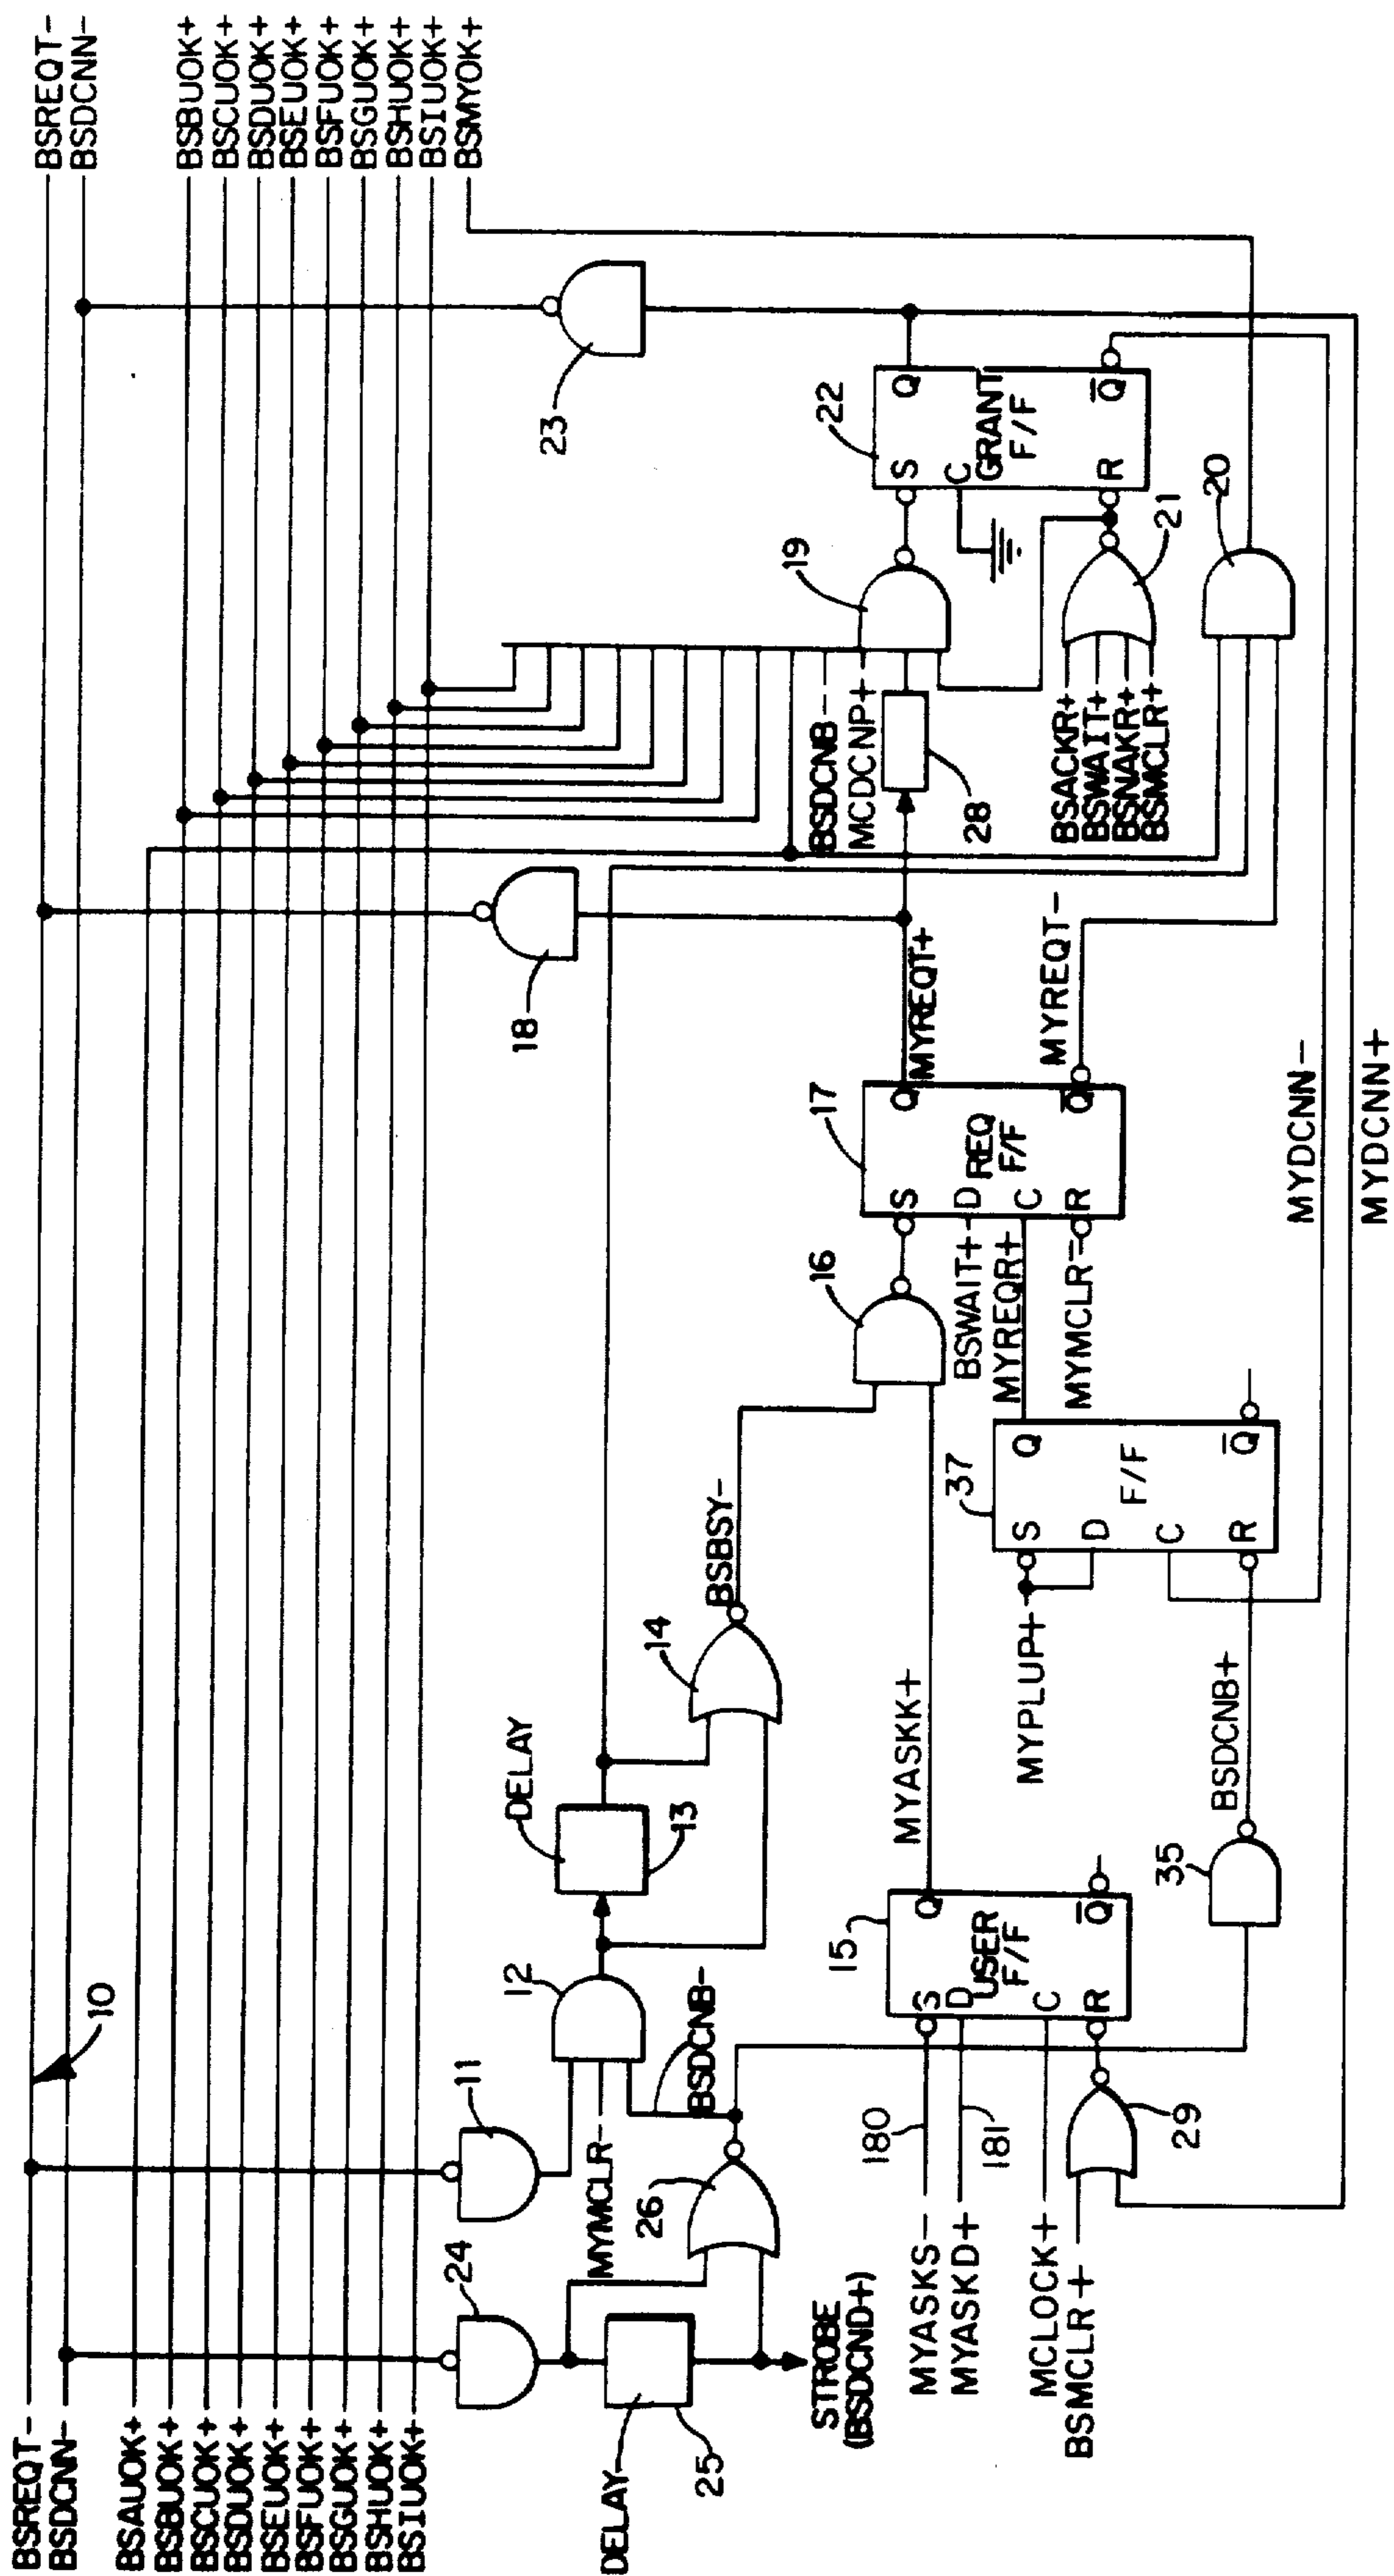 BSREQT-
BSDCNN-
BSAUOK+
BSBUOK+
BSCUOK+
BSDUOK+
BSEUOK+
BSFUOK+
BSGUOK+
BSHUOK+
BSIUOK+
10
BSREQT-
BSDCNN-
BSBUOK+
BSCUOK+
BSDUOK+
BSEUOK+
BSFUOK+
BSGUOK+
BSHUOK+
BSIUOK+
BSMYOK+
24
11
DELAY
25
STROBE
(BSDCND+)
26
MYMCLR-
BSDCNB-
12
DELAY
13
14
BSBSY-
18
23
MYASKS-
180
MYASKD+
181
MCLOCK+
BSMCLR+
29
15
S
D
C
R
USER
F/F
Q
Q
MYASKK+
35
BSDCNB+
MYPLUP+
37
S
D
C
R
F/F
Q
Q
16
BSWAIT+
MYREQR+
MYMCLR-
17
S
D
C
R
REQ
F/F
Q
Q
MYREQT+
MYREQT-
28
BSDCNB-
MCDCNP+
19
BSACKR+
BSWAIT+
BSNAKR+
BSMCLR+
21
20
22
S
C
R
GRANT
F/F
Q
Q
MYDCNN-
MYDCNN+